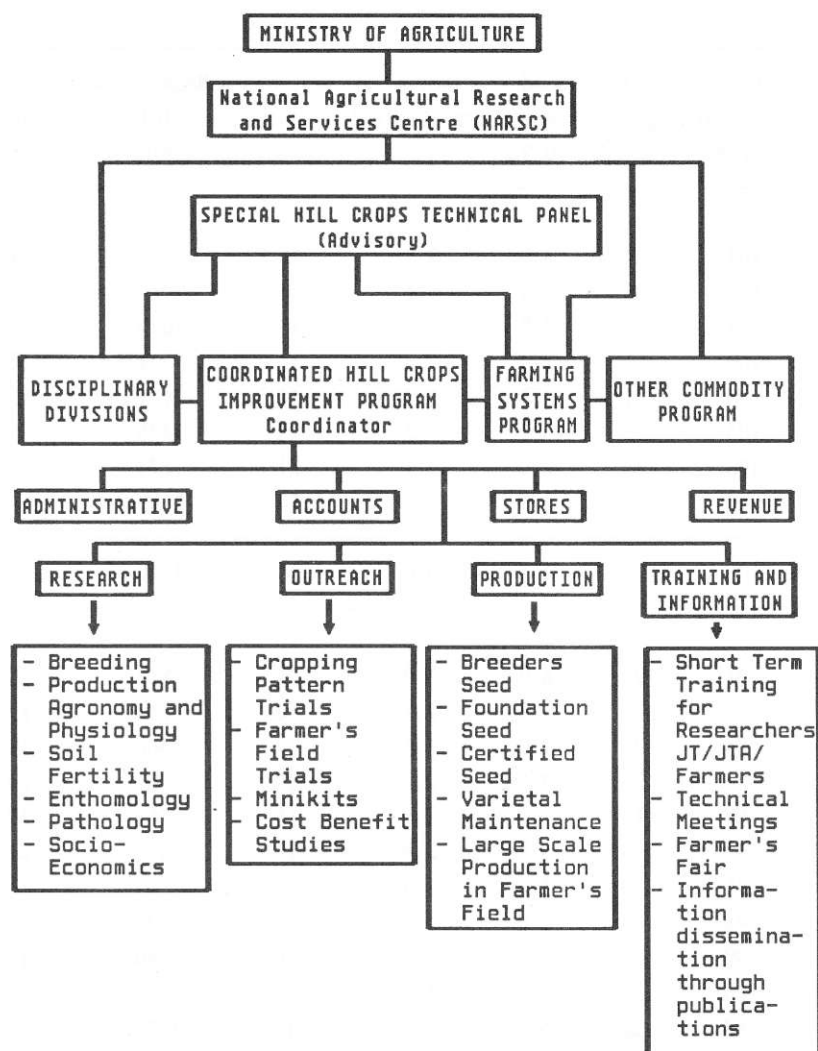 MINISTRY OF AGRICULTURE
National Agricultural Research
and Services Centre (NARSC)
SPECIAL HILL CROPS TECHNICAL PANEL
(Advisory)
DISCIPLINARY
DIVISIONS
COORDINATED HILL CROPS
IMPROVEMENT PROGRAM
Coordinator
FARMING
SYSTEMS
PROGRAM
OTHER COMMODITY
PROGRAM
ADMINISTRATIVE
ACCOUNTS
STORES
REVENUE
RESEARCH
OUTREACH
PRODUCTION
TRAINING AND
INFORMATION
- Breeding
- Production
Agronomy and
Physiology
- Soil
Fertility
- Enthomology
- Pathology
- Socio-
Economics
- Cropping
Pattern
Trials
- Farmer's
Field
Trials
- Minikits
- Cost Benefit
Studies
- Breeders
Seed
- Foundation
Seed
- Certified
Seed
- Varietal
Maintenance
- Large Scale
Production
in Farmer's
Field
- Short Term
Training
for
Researchers
JT/JTA/
Farmers
- Technical
Meetings
- Farmer's
Fair
- Informa-
tion
dissemina-
tion
through
publica-
tions